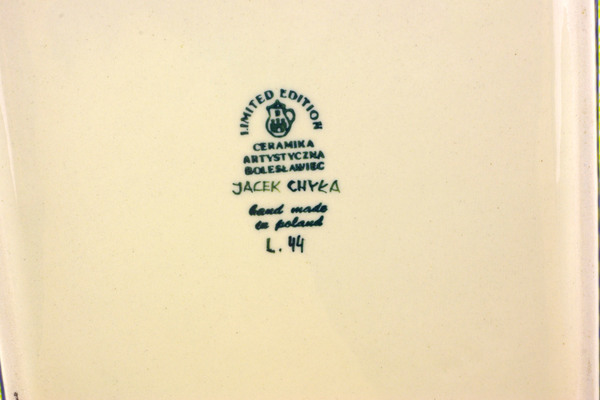 LIMITED EDITION
CERAMIKA
ARTYSTYCZNA
BOLESŁAWIEC
JACEK CHYŁA
hand made
in poland
L. 44